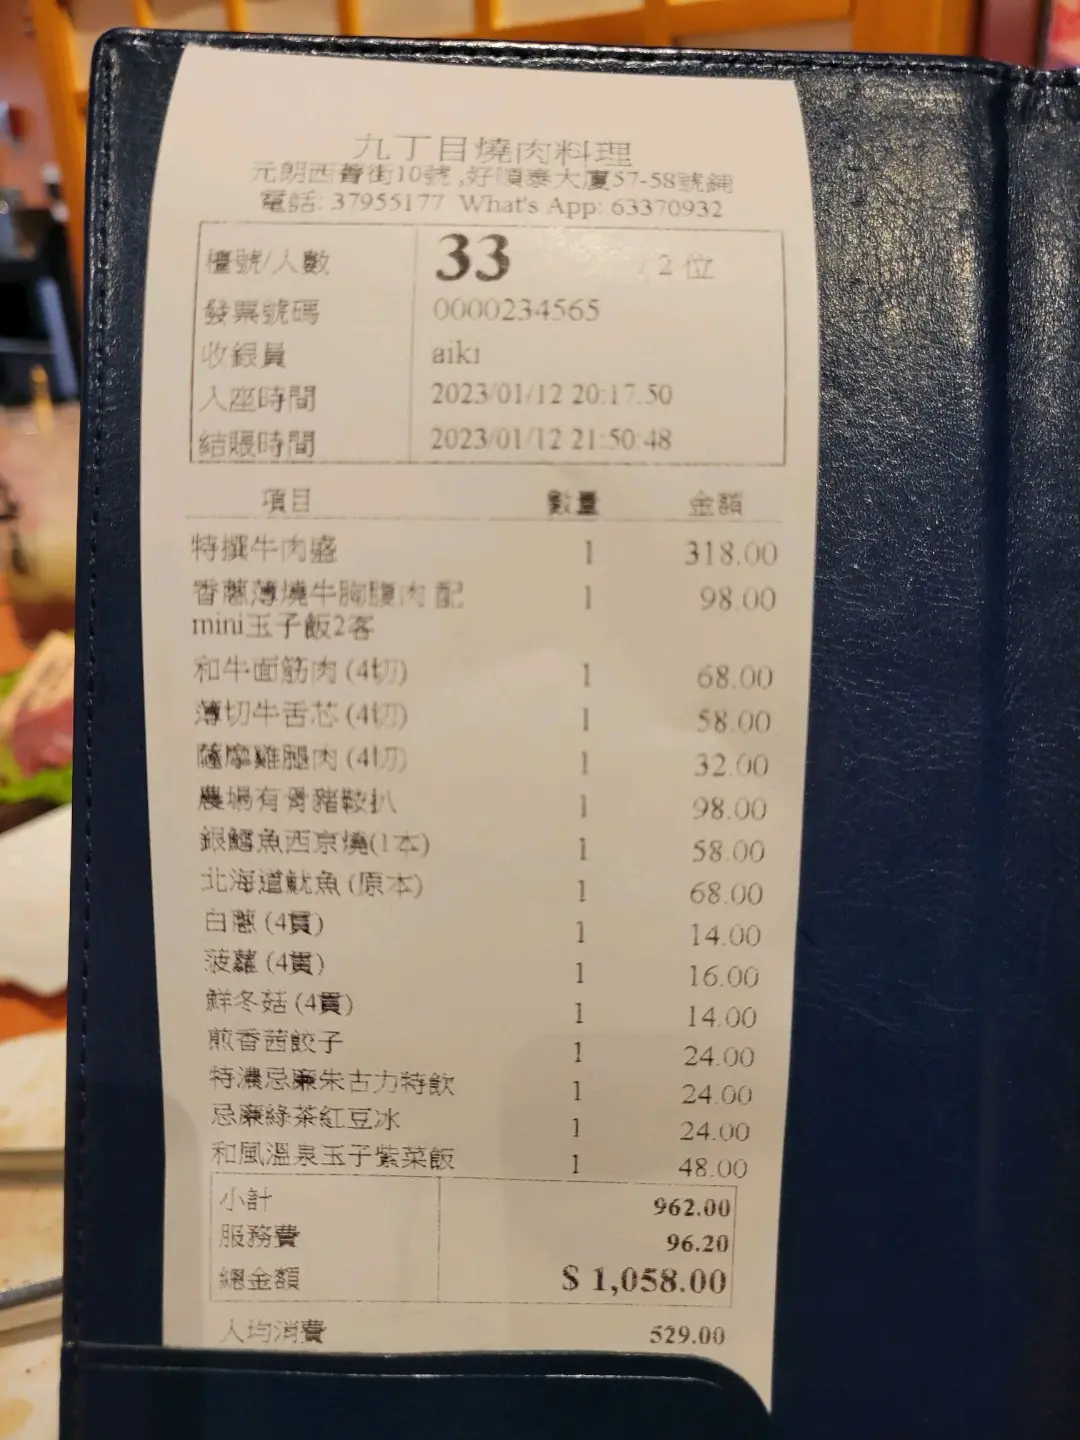 九丁目燒肉料理
元朗西菁街10號,好順泰大廈57-58號鋪
電話: 37955177 What's App: 63370932
檯號/人數 33 / 2 位
發票號碼 0000234565
收銀員 aiki
入座時間 2023/01/12 20:17:50
結賬時間 2023/01/12 21:50:48
項目 數量 金額
特撰牛肉盛 1 318.00
香蔥薄燒牛胸腹肉 配 1 98.00
mini玉子飯2客
和牛面筋肉 (4切) 1 68.00
薄切牛舌芯 (4切) 1 58.00
薩摩雞腿肉 (4切) 1 32.00
農場有骨豬鞍扒 1 98.00
銀鱈魚西京燒(1本) 1 58.00
北海道魷魚 (原本) 1 68.00
白蔥 (4貫) 1 14.00
菠蘿 (4貫) 1 16.00
鮮冬菇 (4貫) 1 14.00
煎香茜餃子 1 24.00
特濃忌廉朱古力特飲 1 24.00
忌廉綠茶紅豆冰 1 24.00
和風溫泉玉子紫菜飯 1 48.00
小計 962.00
服務費 96.20
總金額 $ 1,058.00
人均消費 529.00